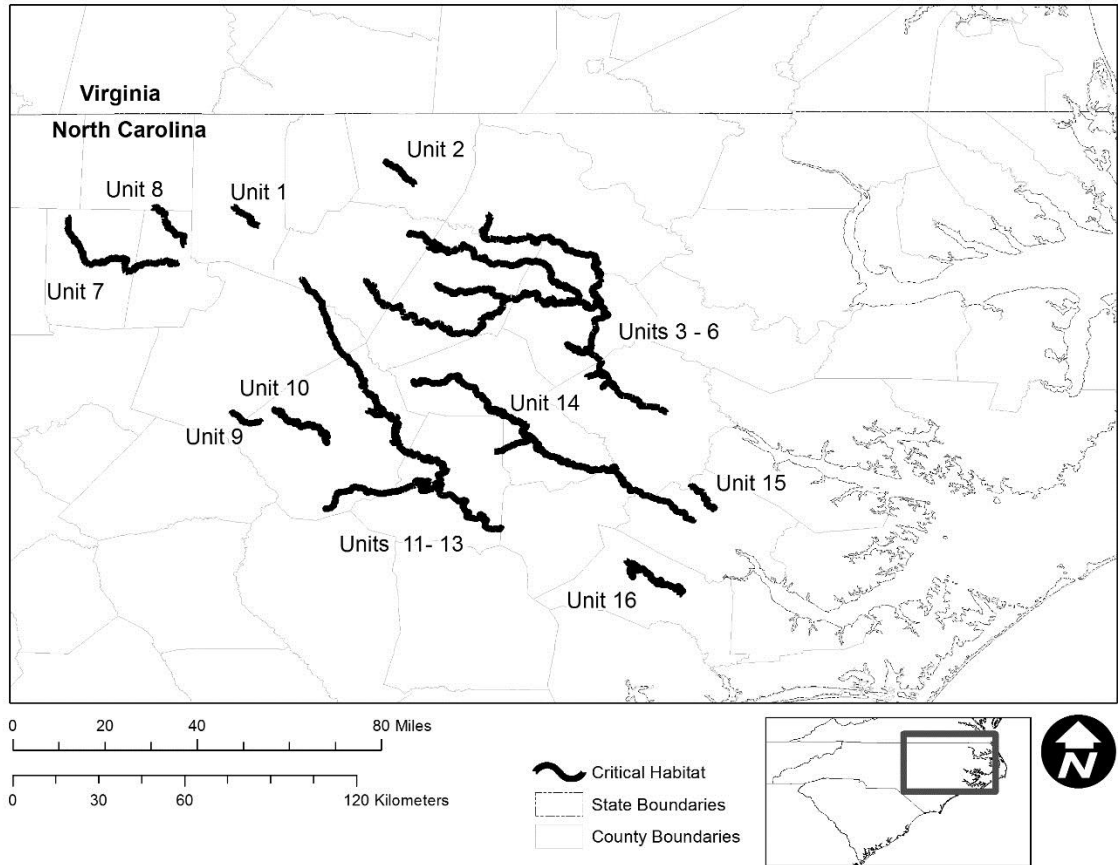 Virginia
North Carolina
Unit 2
Unit 8
Unit 1
Unit 7
Units 3 - 6
Unit 10
Unit 14
Unit 9
Unit 15
Units 11- 13
Unit 16
0 20 40 80 Miles
0 30 60 120 Kilometers
Critical Habitat
State Boundaries
County Boundaries
N